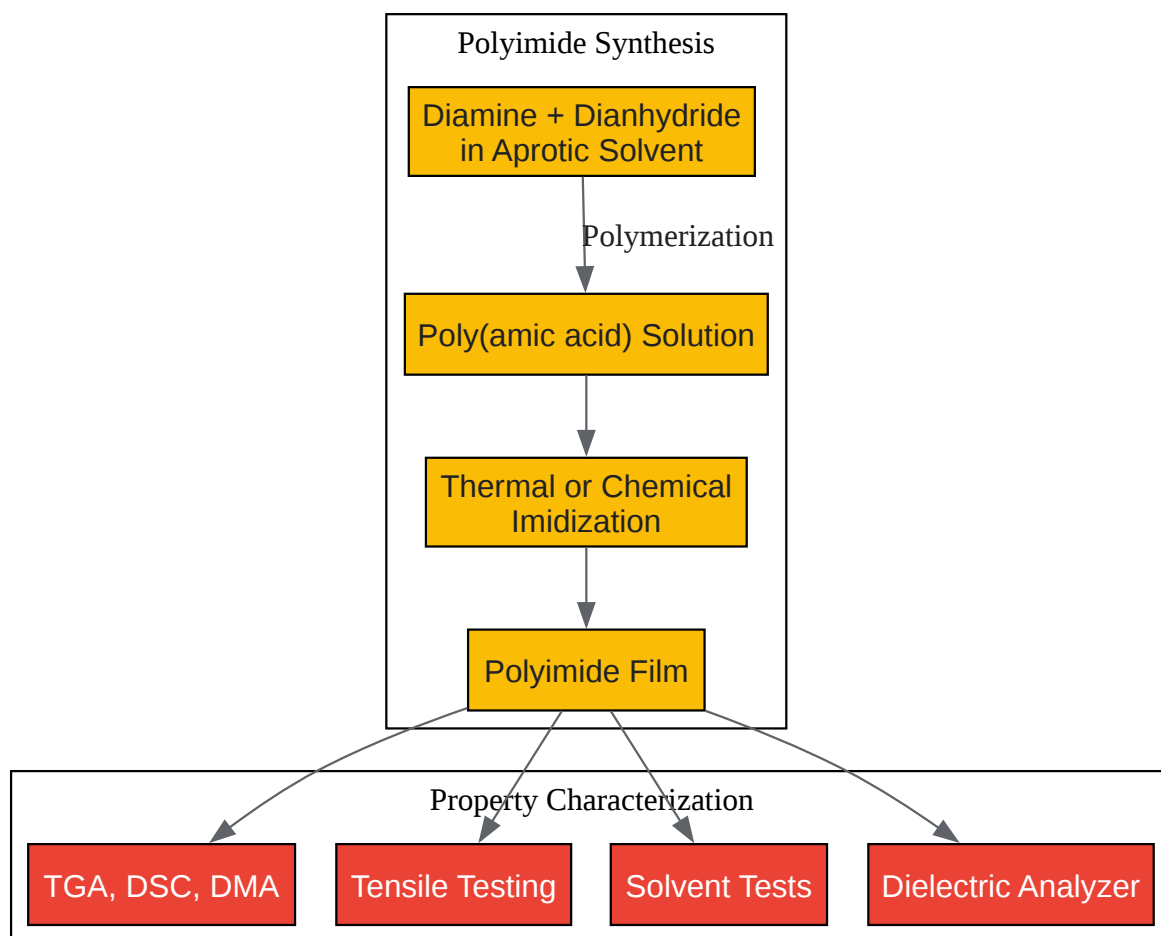 Polyimide Synthesis
Diamine + Dianhydride
in Aprotic Solvent
Polymerization
Poly(amic acid) Solution
Thermal or Chemical
Imidization
Polyimide Film
Property Characterization
TGA, DSC, DMA
Tensile Testing
Solvent Tests
Dielectric Analyzer